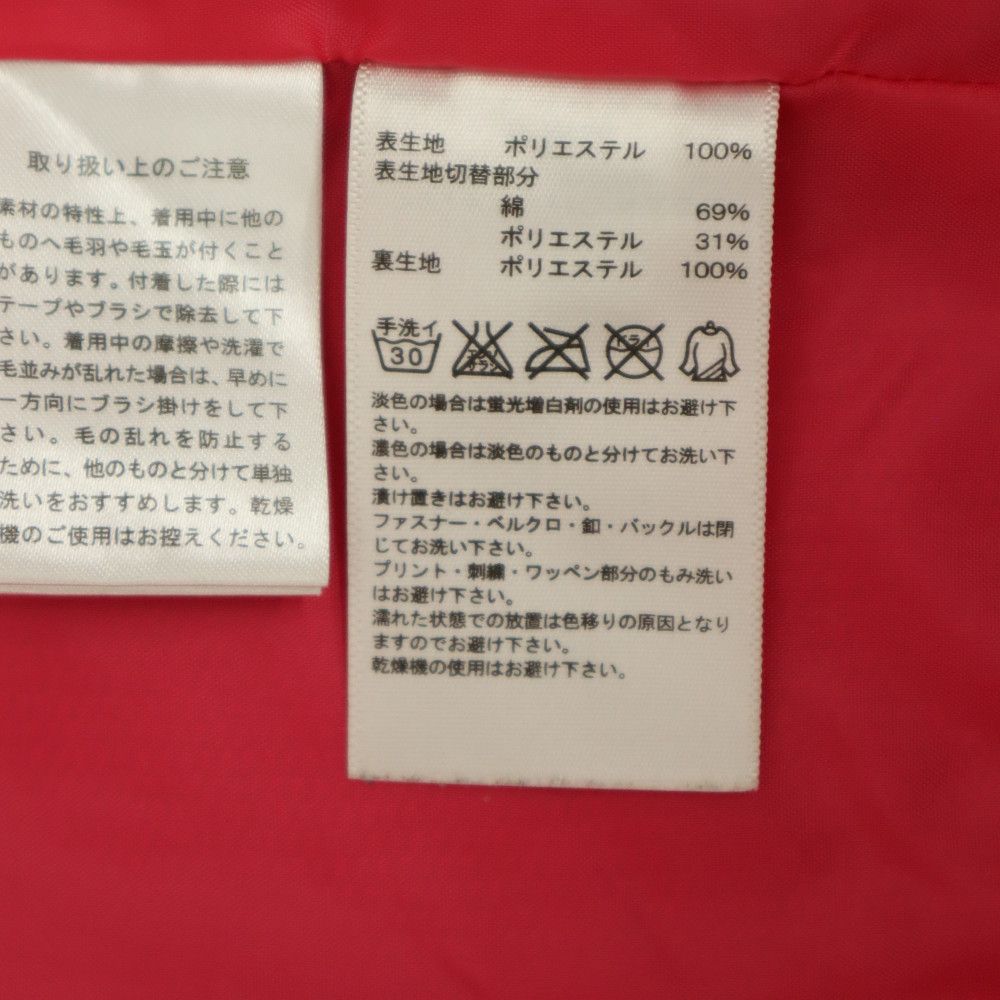 取り扱い上のご注意
素材の特性上、着用中に他の
ものへ毛羽や毛玉が付くこと
があります。付着した際には
テープやブラシで除去して下
さい。着用中の摩擦や洗濯で
毛並みが乱れた場合は、早めに
一方向にブラシ掛けをして下
さい。毛の乱れを防止する
ために、他のものと分けて単独
洗いをおすすめします。乾燥
機のご使用はお控えください。
表生地 ポリエステル 100%
表生地切替部分
綿 69%
ポリエステル 31%
裏生地 ポリエステル 100%
手洗イ
30
エンソサラシ
ドライ
淡色の場合は蛍光増白剤の使用はお避け下
さい。
濃色の場合は淡色のものと分けてお洗い下
さい。
漬け置きはお避け下さい。
ファスナー・ベルクロ・釦・バックルは閉
じてお洗い下さい。
プリント・刺繍・ワッペン部分のもみ洗い
はお避け下さい。
濡れた状態での放置は色移りの原因となり
ますのでお避け下さい。
乾燥機の使用はお避け下さい。